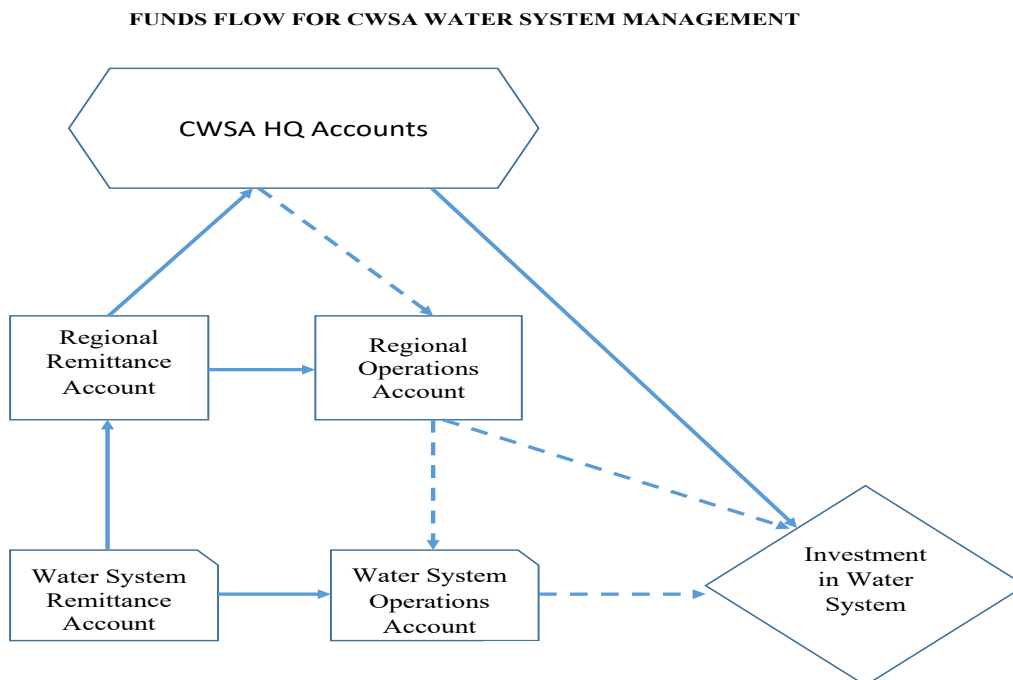 FUNDS FLOW FOR CWSA WATER SYSTEM MANAGEMENT
CWSA HQ Accounts
Regional
Remittance
Account
Regional
Operations
Account
Water System
Remittance
Account
Water System
Operations
Account
Investment
in Water
System